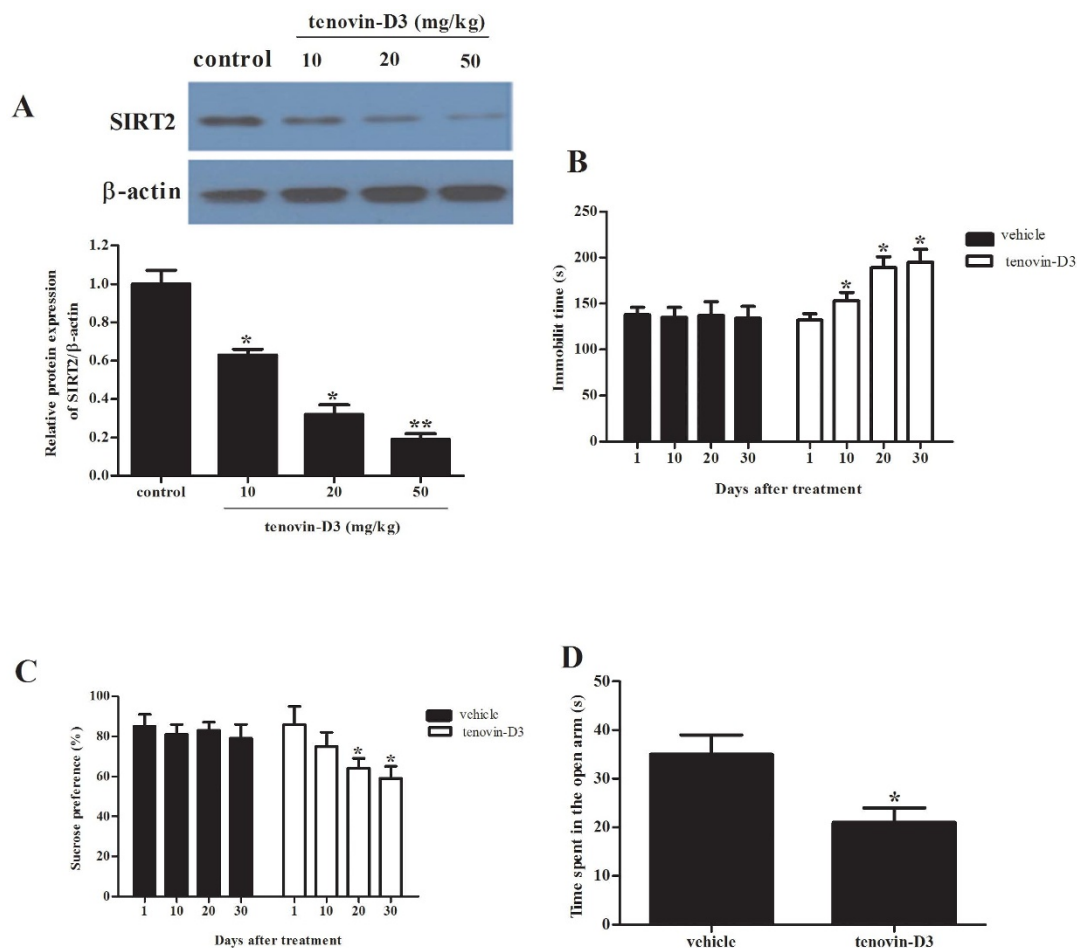 tenovin-D3 (mg/kg)
control 10 20 50
A
SIRT2
β-actin
Relative protein expression
of SIRT2/β-actin
1.2
1.0
0.8
0.6
0.4
0.2
0.0
*
*
**
control 10 20 50
tenovin-D3 (mg/kg)
B
Immobilit time (s)
250
200
150
100
50
0
*
*
*
vehicle
tenovin-D3
1 10 20 30 1 10 20 30
Days after treatment
C
Sucrose preference (%)
100
80
60
40
20
0
*
*
vehicle
tenovin-D3
1 10 20 30 1 10 20 30
Days after treatment
D
Time spent in the open arm (s)
50
40
30
20
10
0
*
vehicle tenovin-D3